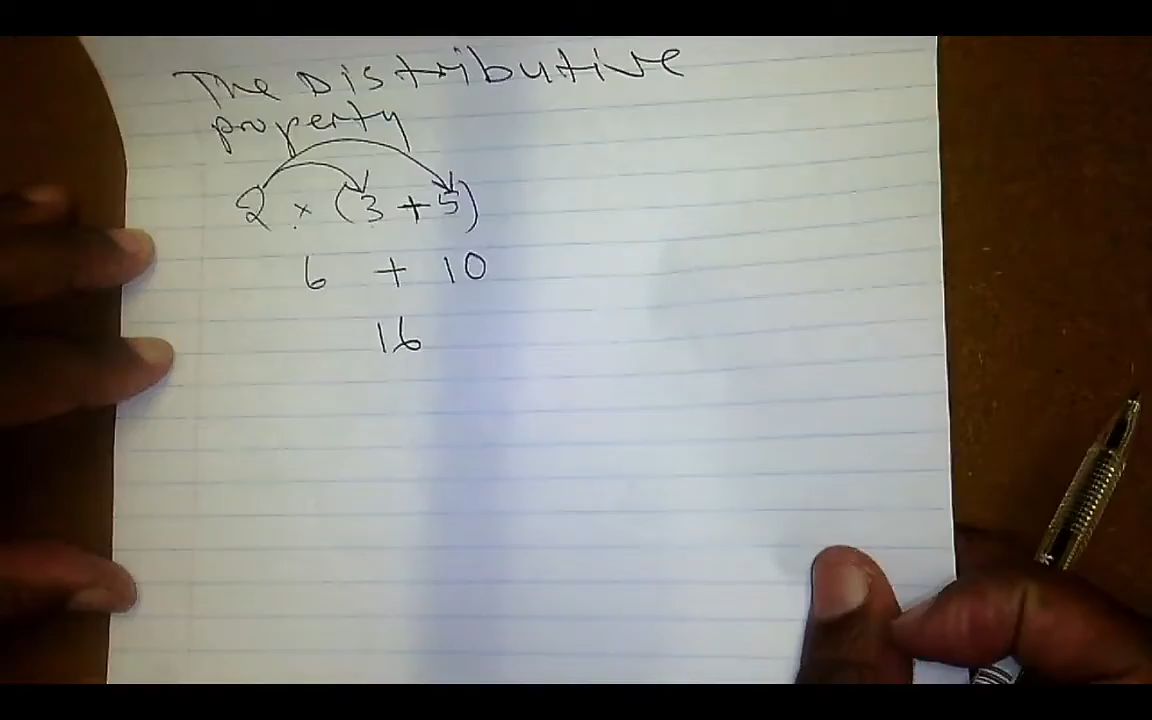 The Distributive
property
2 × (3 + 5)
6 + 10
16